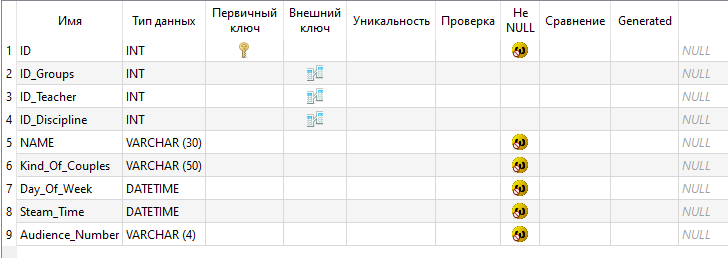 Имя Тип данных Первичный ключ Внешний ключ Уникальность Проверка Не NULL Сравнение Generated
1 ID INT NULL
2 ID_Groups INT NULL
3 ID_Teacher INT NULL
4 ID_Discipline INT NULL
5 NAME VARCHAR (30) NULL
6 Kind_Of_Couples VARCHAR (50) NULL
7 Day_Of_Week DATETIME NULL
8 Steam_Time DATETIME NULL
9 Audience_Number VARCHAR (4) NULL